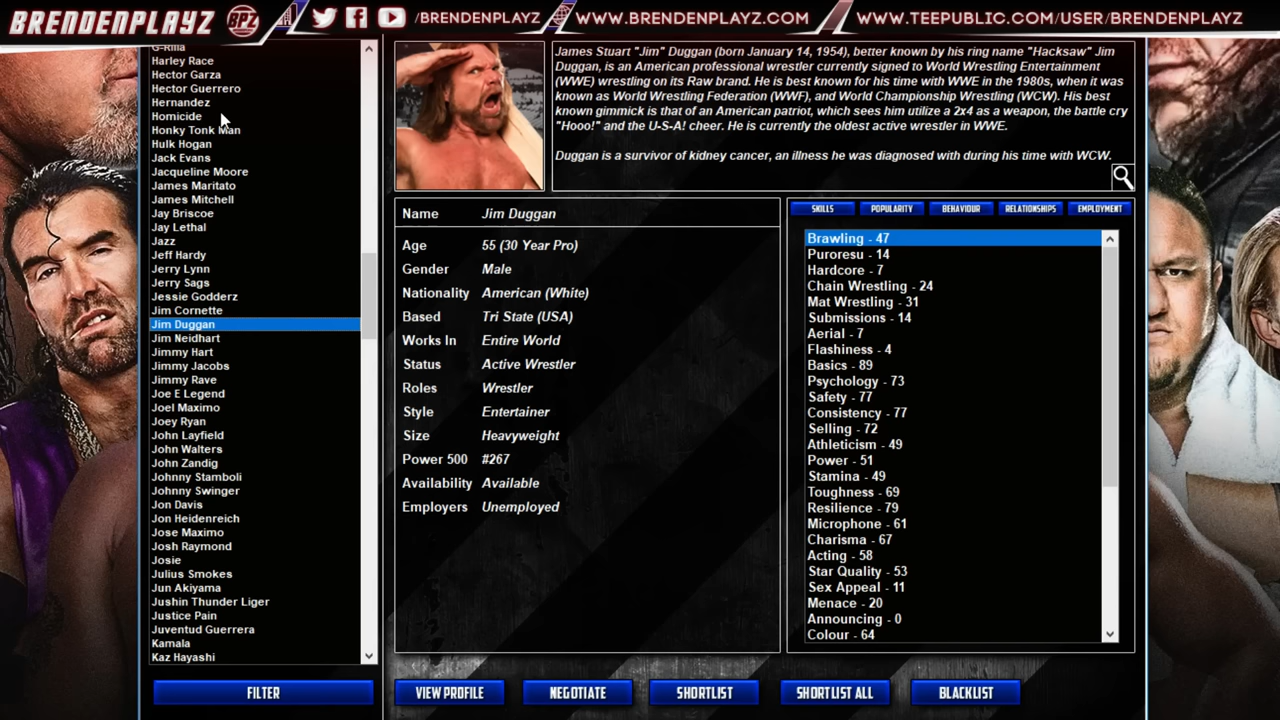 BRENDENPLAYZ BPZ /BRENDENPLAYZ WWW.BRENDENPLAYZ.COM WWW.TEEPUBLIC.COM/USER/BRENDENPLAYZ
G-Rilla
Harley Race
Hector Garza
Hector Guerrero
Hernandez
Homicide
Honky Tonk Man
Hulk Hogan
Jack Evans
Jacqueline Moore
James Maritato
James Mitchell
Jay Briscoe
Jay Lethal
Jazz
Jeff Hardy
Jerry Lynn
Jerry Sags
Jessie Godderz
Jim Cornette
Jim Duggan
Jim Neidhart
Jimmy Hart
Jimmy Jacobs
Jimmy Rave
Joe E Legend
Joel Maximo
Joey Ryan
John Layfield
John Walters
John Zandig
Johnny Stamboli
Johnny Swinger
Jon Davis
Jon Heidenreich
Jose Maximo
Josh Raymond
Josie
Julius Smokes
Jun Akiyama
Jushin Thunder Liger
Justice Pain
Juventud Guerrera
Kamala
Kaz Hayashi
FILTER
James Stuart "Jim" Duggan (born January 14, 1954), better known by his ring name "Hacksaw" Jim
Duggan, is an American professional wrestler currently signed to World Wrestling Entertainment
(WWE) wrestling on its Raw brand. He is best known for his time with WWE in the 1980s, when it was
known as World Wrestling Federation (WWF), and World Championship Wrestling (WCW). His best
known gimmick is that of an American patriot, which sees him utilize a 2x4 as a weapon, the battle cry
"Hooo!" and the U-S-A! cheer. He is currently the oldest active wrestler in WWE.
Duggan is a survivor of kidney cancer, an illness he was diagnosed with during his time with WCW.
Name Jim Duggan
Age 55 (30 Year Pro)
Gender Male
Nationality American (White)
Based Tri State (USA)
Works In Entire World
Status Active Wrestler
Roles Wrestler
Style Entertainer
Size Heavyweight
Power 500 #267
Availability Available
Employers Unemployed
SKILLS POPULARITY BEHAVIOUR RELATIONSHIPS EMPLOYMENT
Brawling - 47
Puroresu - 14
Hardcore - 7
Chain Wrestling - 24
Mat Wrestling - 31
Submissions - 14
Aerial - 7
Flashiness - 4
Basics - 89
Psychology - 73
Safety - 77
Consistency - 77
Selling - 72
Athleticism - 49
Power - 51
Stamina - 49
Toughness - 69
Resilience - 79
Microphone - 61
Charisma - 67
Acting - 58
Star Quality - 53
Sex Appeal - 11
Menace - 20
Announcing - 0
Colour - 64
VIEW PROFILE NEGOTIATE SHORTLIST SHORTLIST ALL BLACKLIST